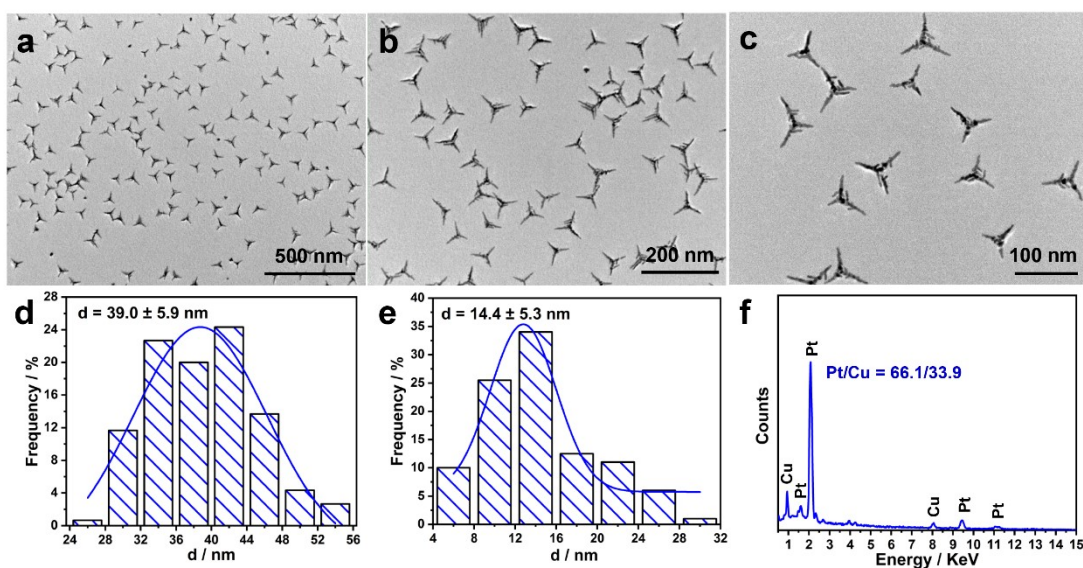 a
500 nm
b
200 nm
c
100 nm
d
d = 39.0 ± 5.9 nm
Frequency / %
28
24
20
16
12
8
4
0
24 28 32 36 40 44 48 52 56
d / nm
e
d = 14.4 ± 5.3 nm
Frequency / %
40
35
30
25
20
15
10
5
0
4 8 12 16 20 24 28 32
d / nm
f
Pt/Cu = 66.1/33.9
Counts
Cu
Pt
Pt
Cu
Pt
Pt
1 2 3 4 5 6 7 8 9 10 11 12 13 14 15
Energy / KeV